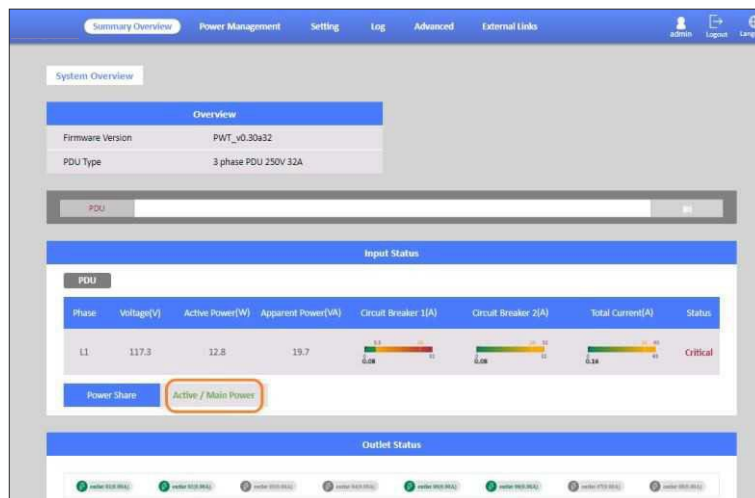 Summary Overview Power Management Setting Log Advanced External Links admin Logout
System Overview
Overview
Firmware Version PWT_v0.30a32
PDU Type 3 phase PDU 250V 32A
PDU
Input Status
PDU
Phase Voltage(V) Active Power(W) Apparent Power(VA) Circuit Breaker 1(A) Circuit Breaker 2(A) Total Current(A) Status
L1 117.3 12.8 19.7 0.08 0.08 0.16 Critical
Power Share Active / Main Power
Outlet Status